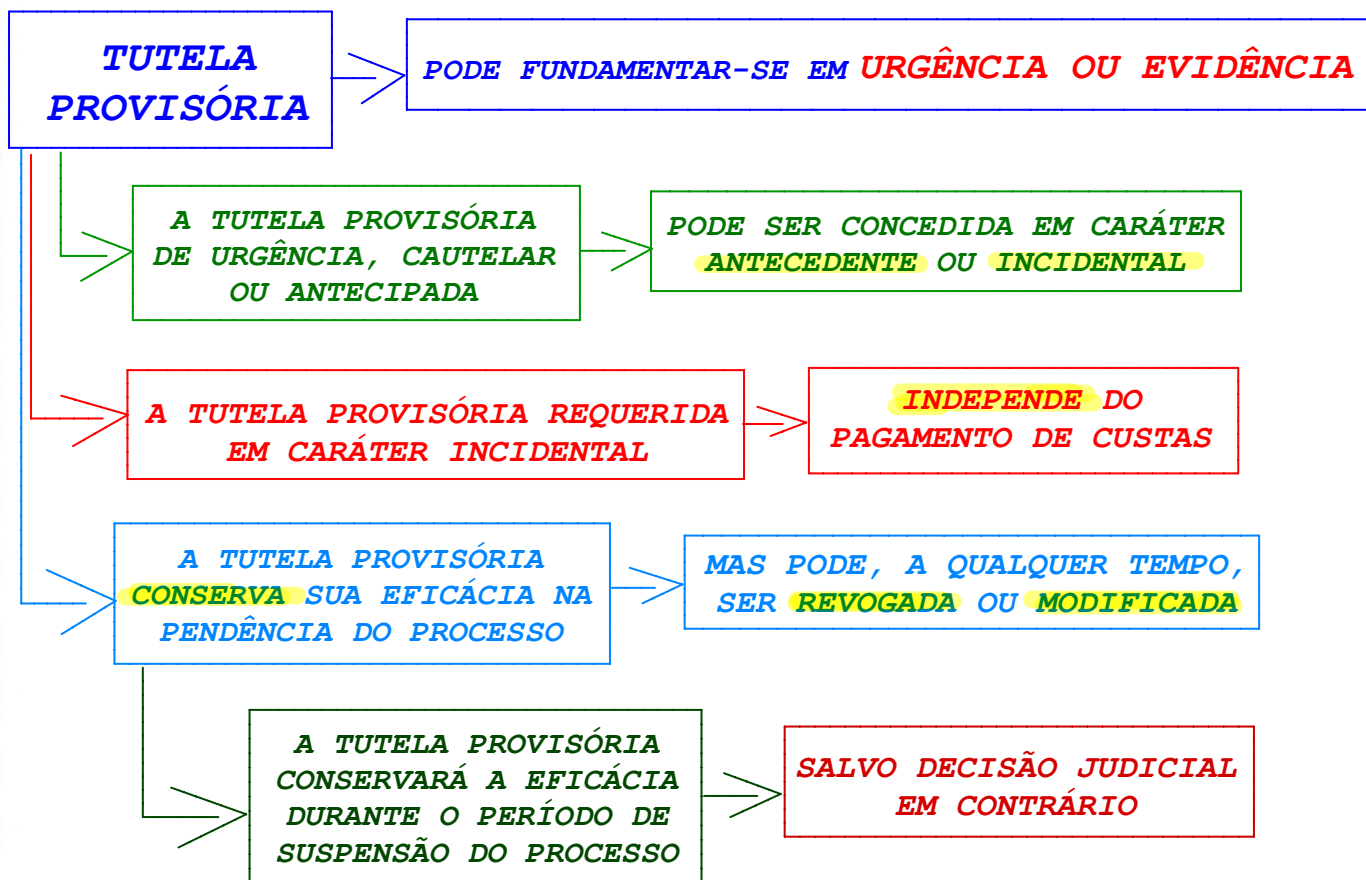 TUTELA
PROVISÓRIA
PODE FUNDAMENTAR-SE EM URGÊNCIA OU EVIDÊNCIA
A TUTELA PROVISÓRIA
DE URGÊNCIA, CAUTELAR
OU ANTECIPADA
PODE SER CONCEDIDA EM CARÁTER
ANTECEDENTE OU INCIDENTAL
A TUTELA PROVISÓRIA REQUERIDA
EM CARÁTER INCIDENTAL
INDEPENDE DO
PAGAMENTO DE CUSTAS
A TUTELA PROVISÓRIA
CONSERVA SUA EFICÁCIA NA
PENDÊNCIA DO PROCESSO
MAS PODE, A QUALQUER TEMPO,
SER REVOGADA OU MODIFICADA
A TUTELA PROVISÓRIA
CONSERVARÁ A EFICÁCIA
DURANTE O PERÍODO DE
SUSPENSÃO DO PROCESSO
SALVO DECISÃO JUDICIAL
EM CONTRÁRIO